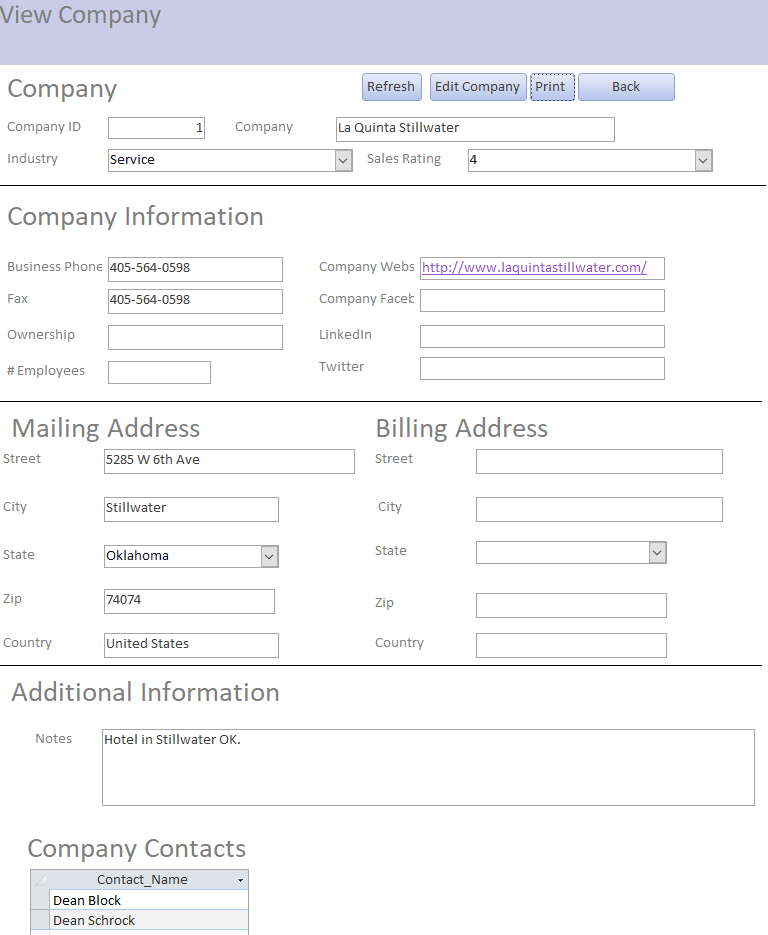 View Company
Company Refresh Edit Company Print Back
Company ID 1 Company La Quinta Stillwater
Industry Service Sales Rating 4
Company Information
Business Phone 405-564-0598 Company Webs http://www.laquintastillwater.com/
Fax 405-564-0598 Company Faceb
Ownership LinkedIn
# Employees Twitter
Mailing Address Billing Address
Street 5285 W 6th Ave Street
City Stillwater City
State Oklahoma State
Zip 74074 Zip
Country United States Country
Additional Information
Notes Hotel in Stillwater OK.
Company Contacts
Contact_Name
Dean Block
Dean Schrock